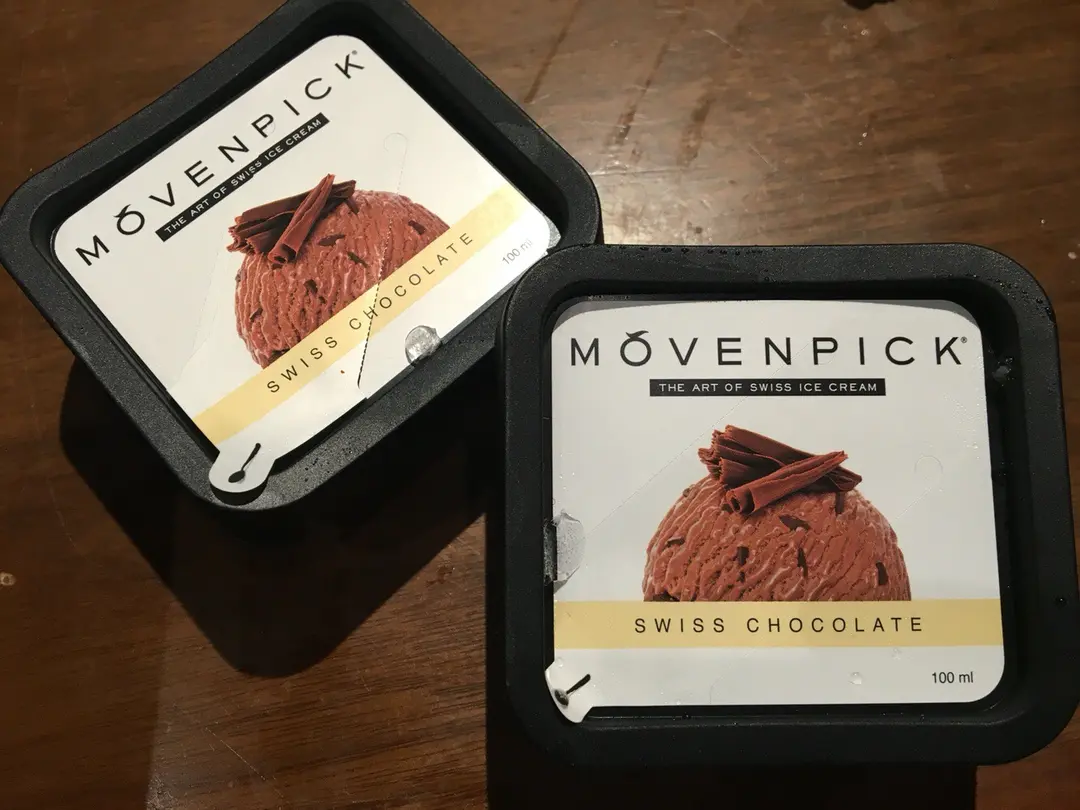 MÖVENPICK®
THE ART OF SWISS ICE CREAM
SWISS CHOCOLATE
100 ml
MÖVENPICK®
THE ART OF SWISS ICE CREAM
SWISS CHOCOLATE
100 ml